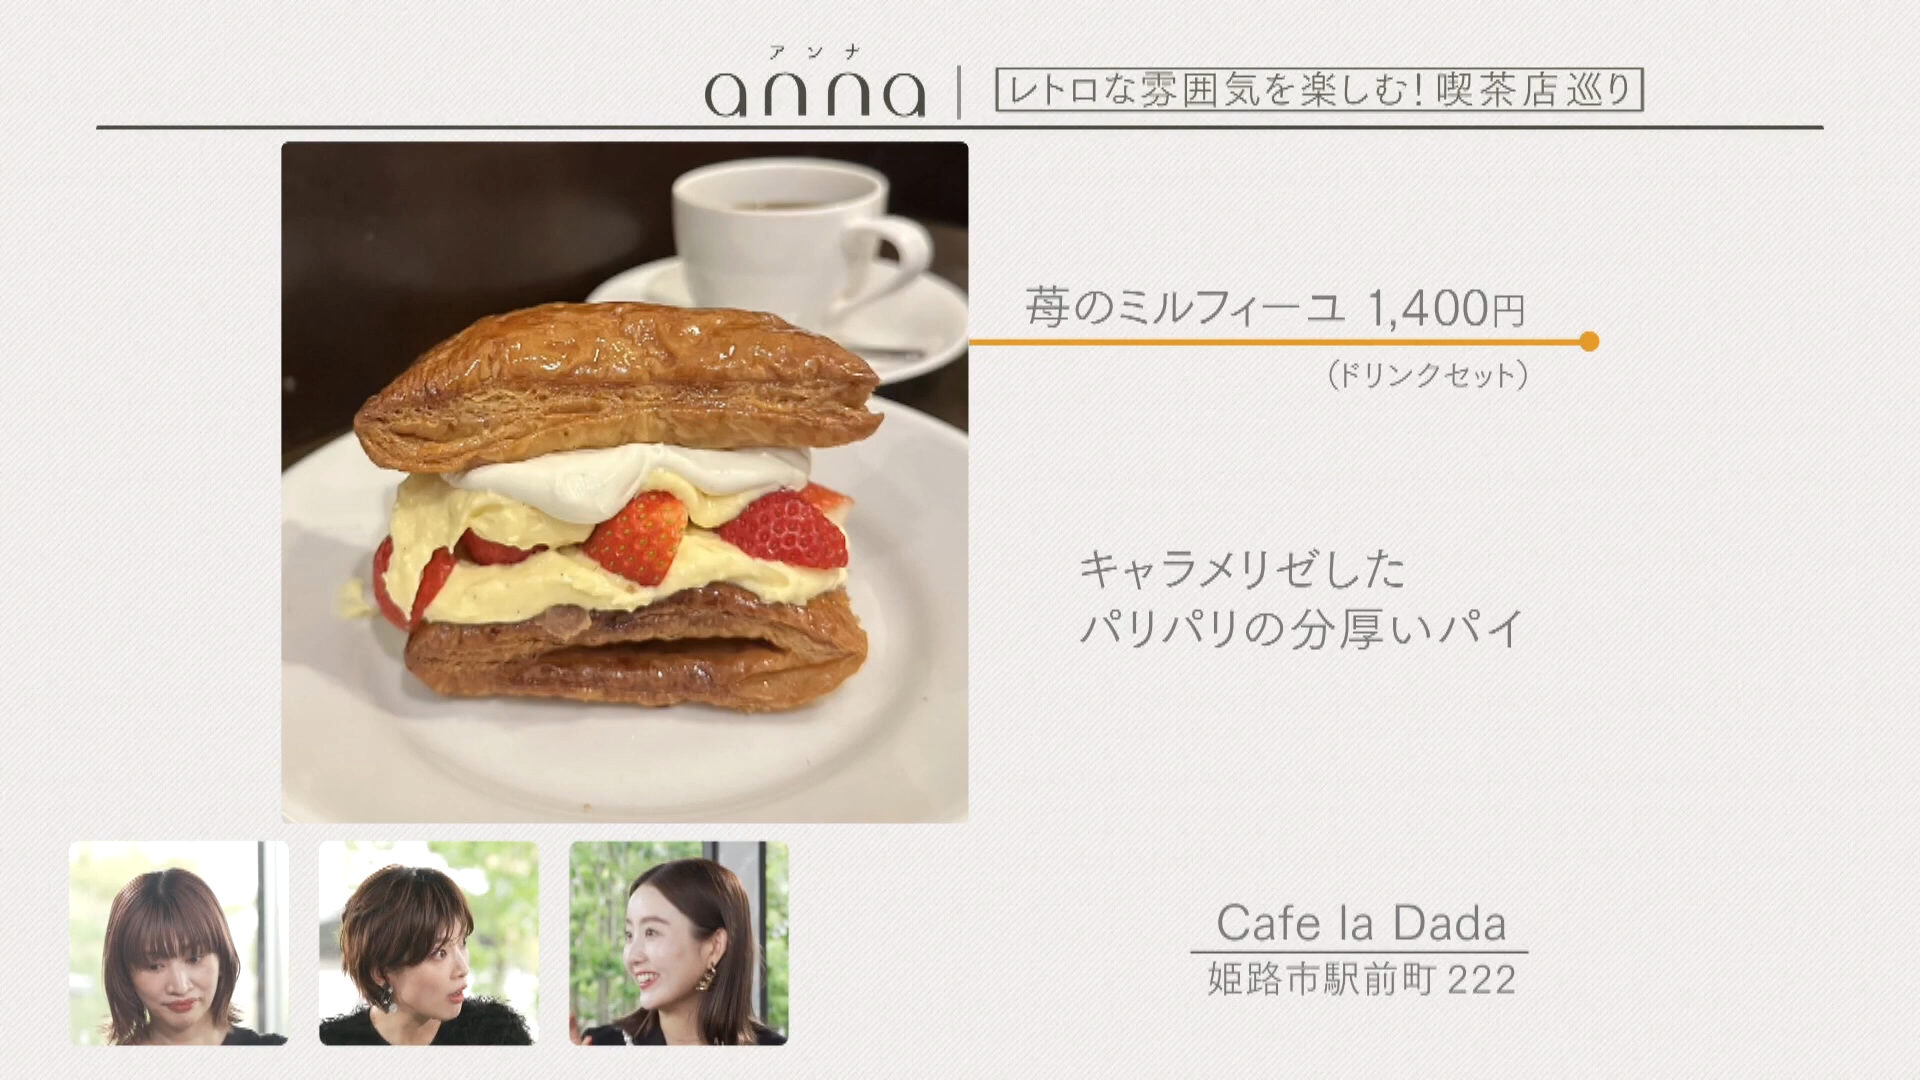 アンナ
anna
レトロな雰囲気を楽しむ!喫茶店巡り
苺のミルフィーユ 1,400円
(ドリンクセット)
キャラメリゼした
パリパリの分厚いパイ
Cafe la Dada
姫路市駅前町222